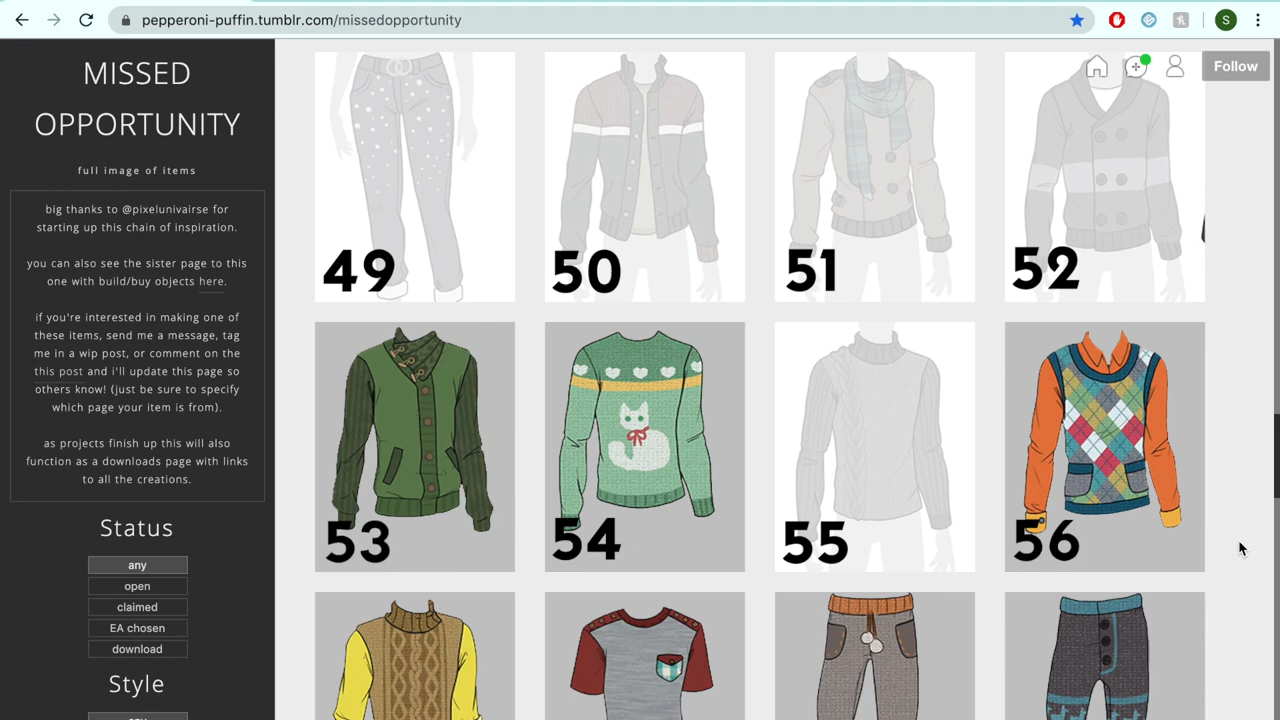 pepperoni-puffin.tumblr.com/missedopportunity
S
MISSED
OPPORTUNITY
full image of items
big thanks to @pixelunivairse for
starting up this chain of inspiration.
you can also see the sister page to this
one with build/buy objects here.
if you're interested in making one of
these items, send me a message, tag
me in a wip post, or comment on the
this post and i'll update this page so
others know! (just be sure to specify
which page your item is from).
as projects finish up this will also
function as a downloads page with links
to all the creations.
Status
any
open
claimed
EA chosen
download
Style
Follow
49
50
51
52
53
54
55
56